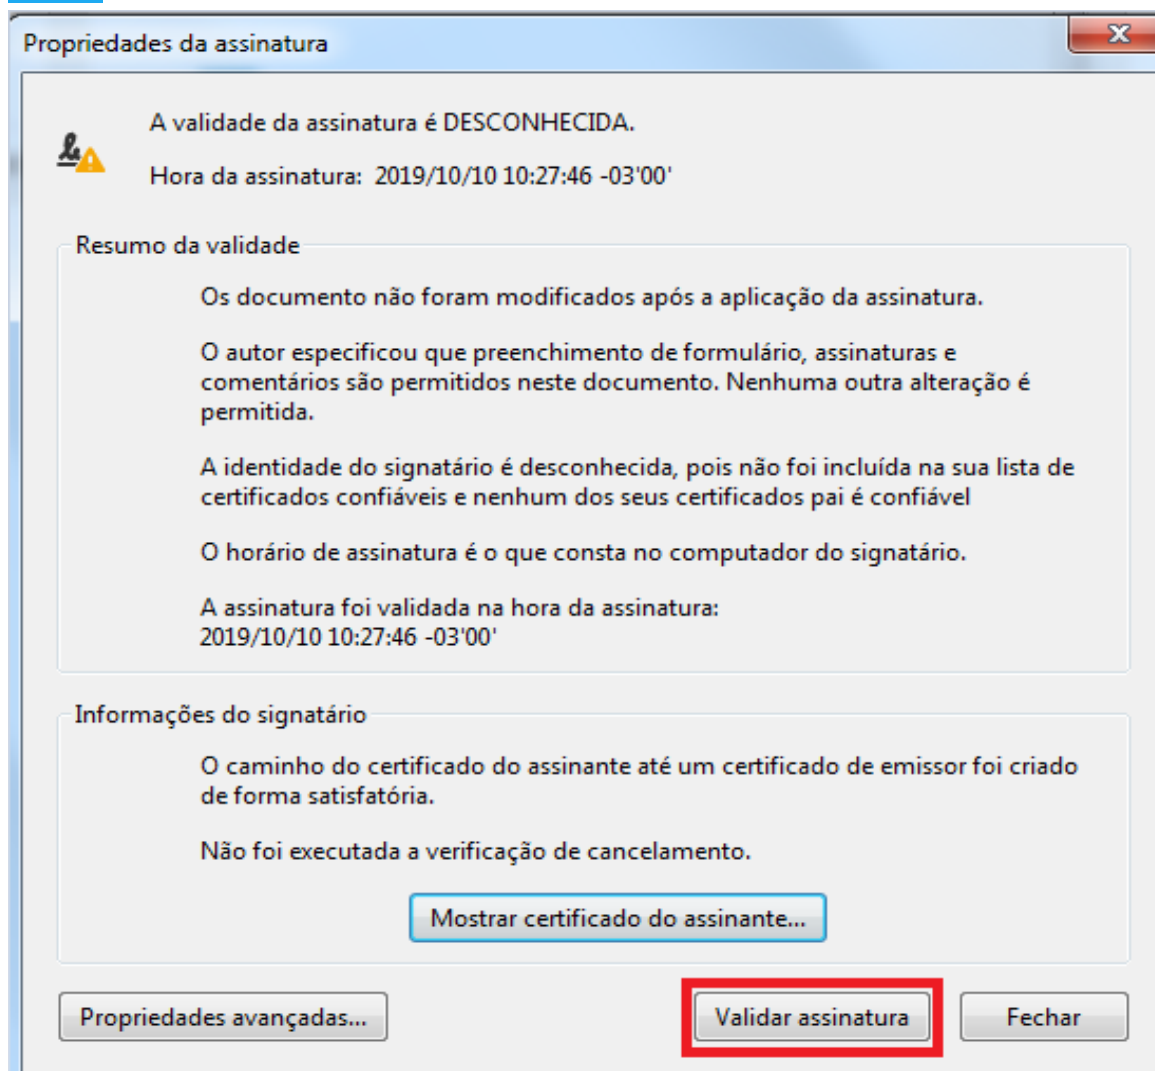 Propriedades da assinatura
A validade da assinatura é DESCONHECIDA.
Hora da assinatura: 2019/10/10 10:27:46 -03'00'
Resumo da validade
Os documento não foram modificados após a aplicação da assinatura.
O autor especificou que preenchimento de formulário, assinaturas e
comentários são permitidos neste documento. Nenhuma outra alteração é
permitida.
A identidade do signatário é desconhecida, pois não foi incluída na sua lista de
certificados confiáveis e nenhum dos seus certificados pai é confiável
O horário de assinatura é o que consta no computador do signatário.
A assinatura foi validada na hora da assinatura:
2019/10/10 10:27:46 -03'00'
Informações do signatário
O caminho do certificado do assinante até um certificado de emissor foi criado
de forma satisfatória.
Não foi executada a verificação de cancelamento.
Mostrar certificado do assinante...
Propriedades avançadas...
Validar assinatura
Fechar